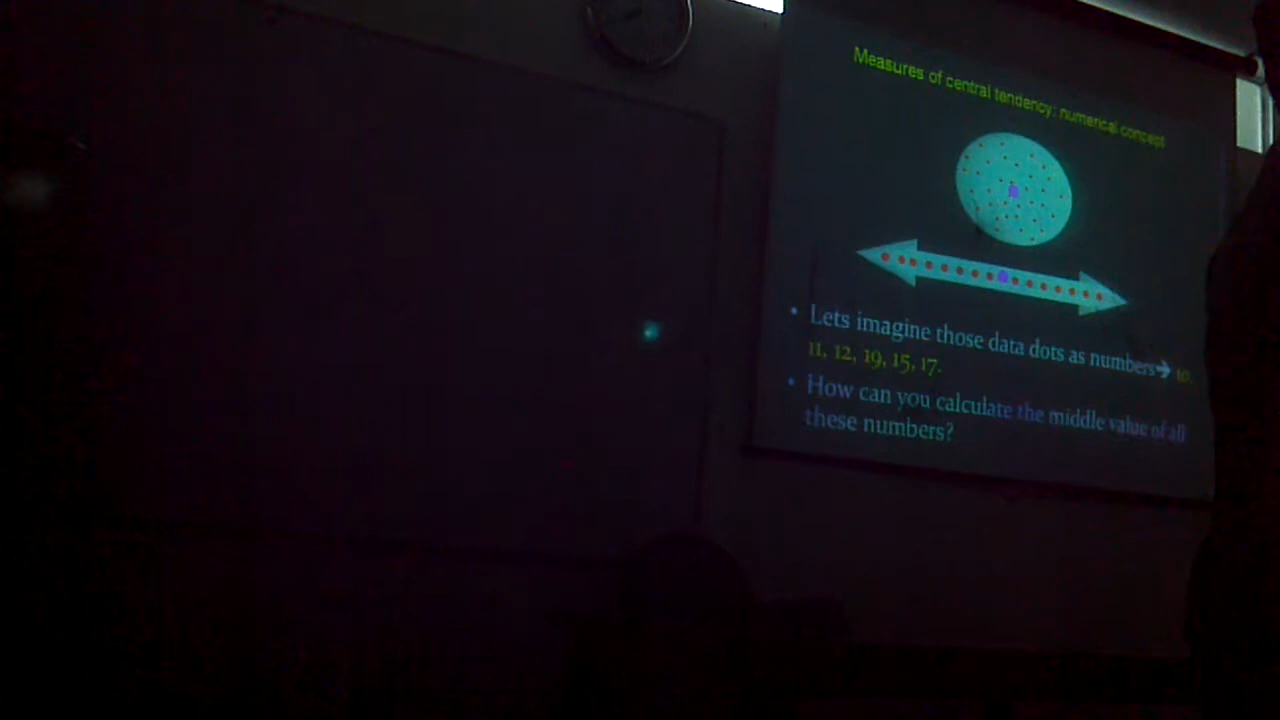 Measures of central tendency: numerical concept
• Lets imagine those data dots as numbers➔ 10,
11, 12, 19, 15, 17.
• How can you calculate the middle value of all
these numbers?